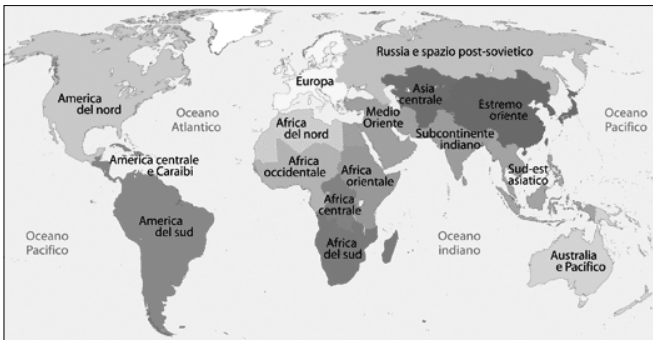 Russia e spazio post-sovietico
Europa
America
del nord
Oceano
Atlantico
Asia
centrale
Estremo
oriente
Oceano
Pacifico
Medio
Oriente
Africa
del nord
Subcontinente
indiano
America centrale
e Caraibi
Africa
occidentale
Africa
orientale
Sud-est
asiatico
Africa
centrale
America
del sud
Oceano
Pacifico
Oceano
indiano
Africa
del sud
Australia
e Pacifico